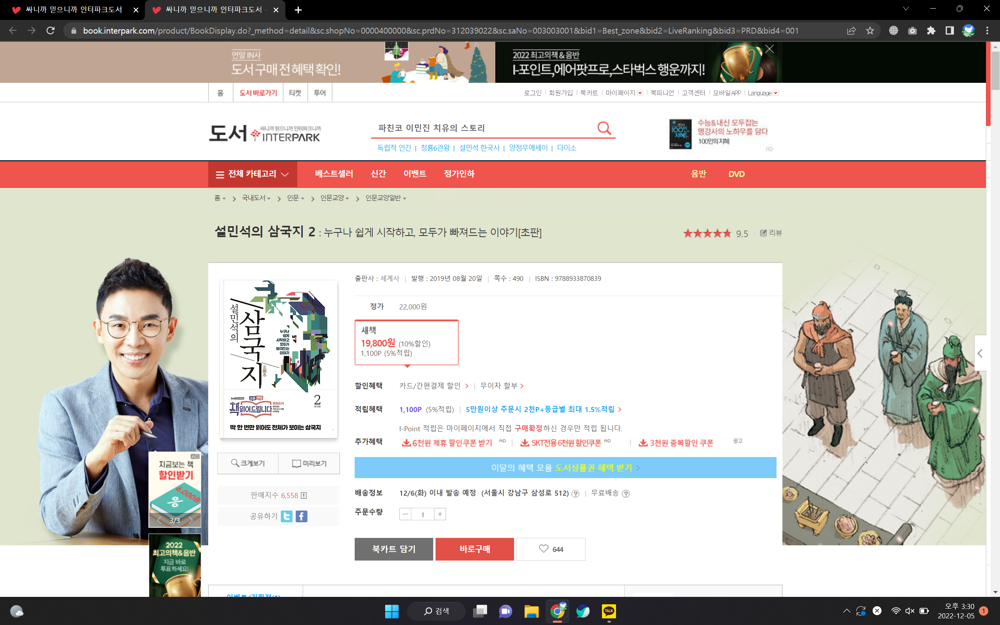 싸니까 믿으니까 인터파크도서
싸니까 믿으니까 인터파크도서 -
book.interpark.com/product/BookDisplay.do?_method=detail&sc.shopNo=0000400000&sc.prdNo=312039022&sc.saNo=003003001&bid1=Best_zone&bid2=LiveRanking&bid3=PRD&bid4=001
연말 IN사
도서 구매 전 혜택 확인!
2022 최고의책 & 음반
I-포인트,에어팟프로,스타벅스 행운까지!
홈 도서 바로가기 티켓 투어
로그인 회원가입 북카트 마이페이지 북피니언 고객센터 모바일APP Language
도서 싸니까 믿으니까 인터파크니까
INTERPARK
파친코 이민진 치유의 스토리
독립적 인간 | 청룡6관왕 | 설민석 한국사 | 양정무에세이 | 다이소
100인의 지혜
수능&내신 모두잡는
명강사의 노하우를 담다
100인의 지혜
AD
전체 카테고리 베스트셀러 신간 이벤트 정가인하 음반 DVD
홈 국내도서 인문 인문교양 인문교양일반
설민석의 삼국지 2 : 누구나 쉽게 시작하고, 모두가 빠져드는 이야기[초판]
9.5 리뷰
출판사 : 세계사 | 발행 : 2019년 08월 20일 | 쪽수 : 490 | ISBN : 9788933870839
정가 22,000원
새책
19,800원 (10%할인)
1,100P (5%적립)
할인혜택 카드/간편결제 할인 | 무이자 할부
적립혜택 1,100P (5%적립) | 5만원이상 주문시 2천P+등급별 최대 1.5%적립
I-Point 적립은 마이페이지에서 직접 구매확정하신 경우만 적립 됩니다.
추가혜택 6천원 제휴 할인쿠폰 받기 AD | SKT전용 6천원 할인쿠폰 AD | 3천원 중복할인 쿠폰 광고
이달의 혜택 모음 도서상품권 혜택 받기
배송정보 12/6(화) 이내 발송 예정 (서울시 강남구 삼성로 512) ? | 무료배송 ?
주문수량 1
북카트 담기 바로구매 644
설민석의
삼국지
三國志
누구나
쉽게
시작하고
모두가
빠져드는
이야기
tvN
요즘 책방
책 읽어드립니다
방송도서
2
딱 한 번만 읽어도 전체가 보이는 삼국지
크게보기 미리보기
판매지수 6,558
공유하기
AD
지금보는 책
할인받기
6,000원
%
3/3
2022
최고의책&음반
지금 바로
투표하세요!
이벤트/기획전(1)
검색
TALK
오후 3:30
2022-12-05
1